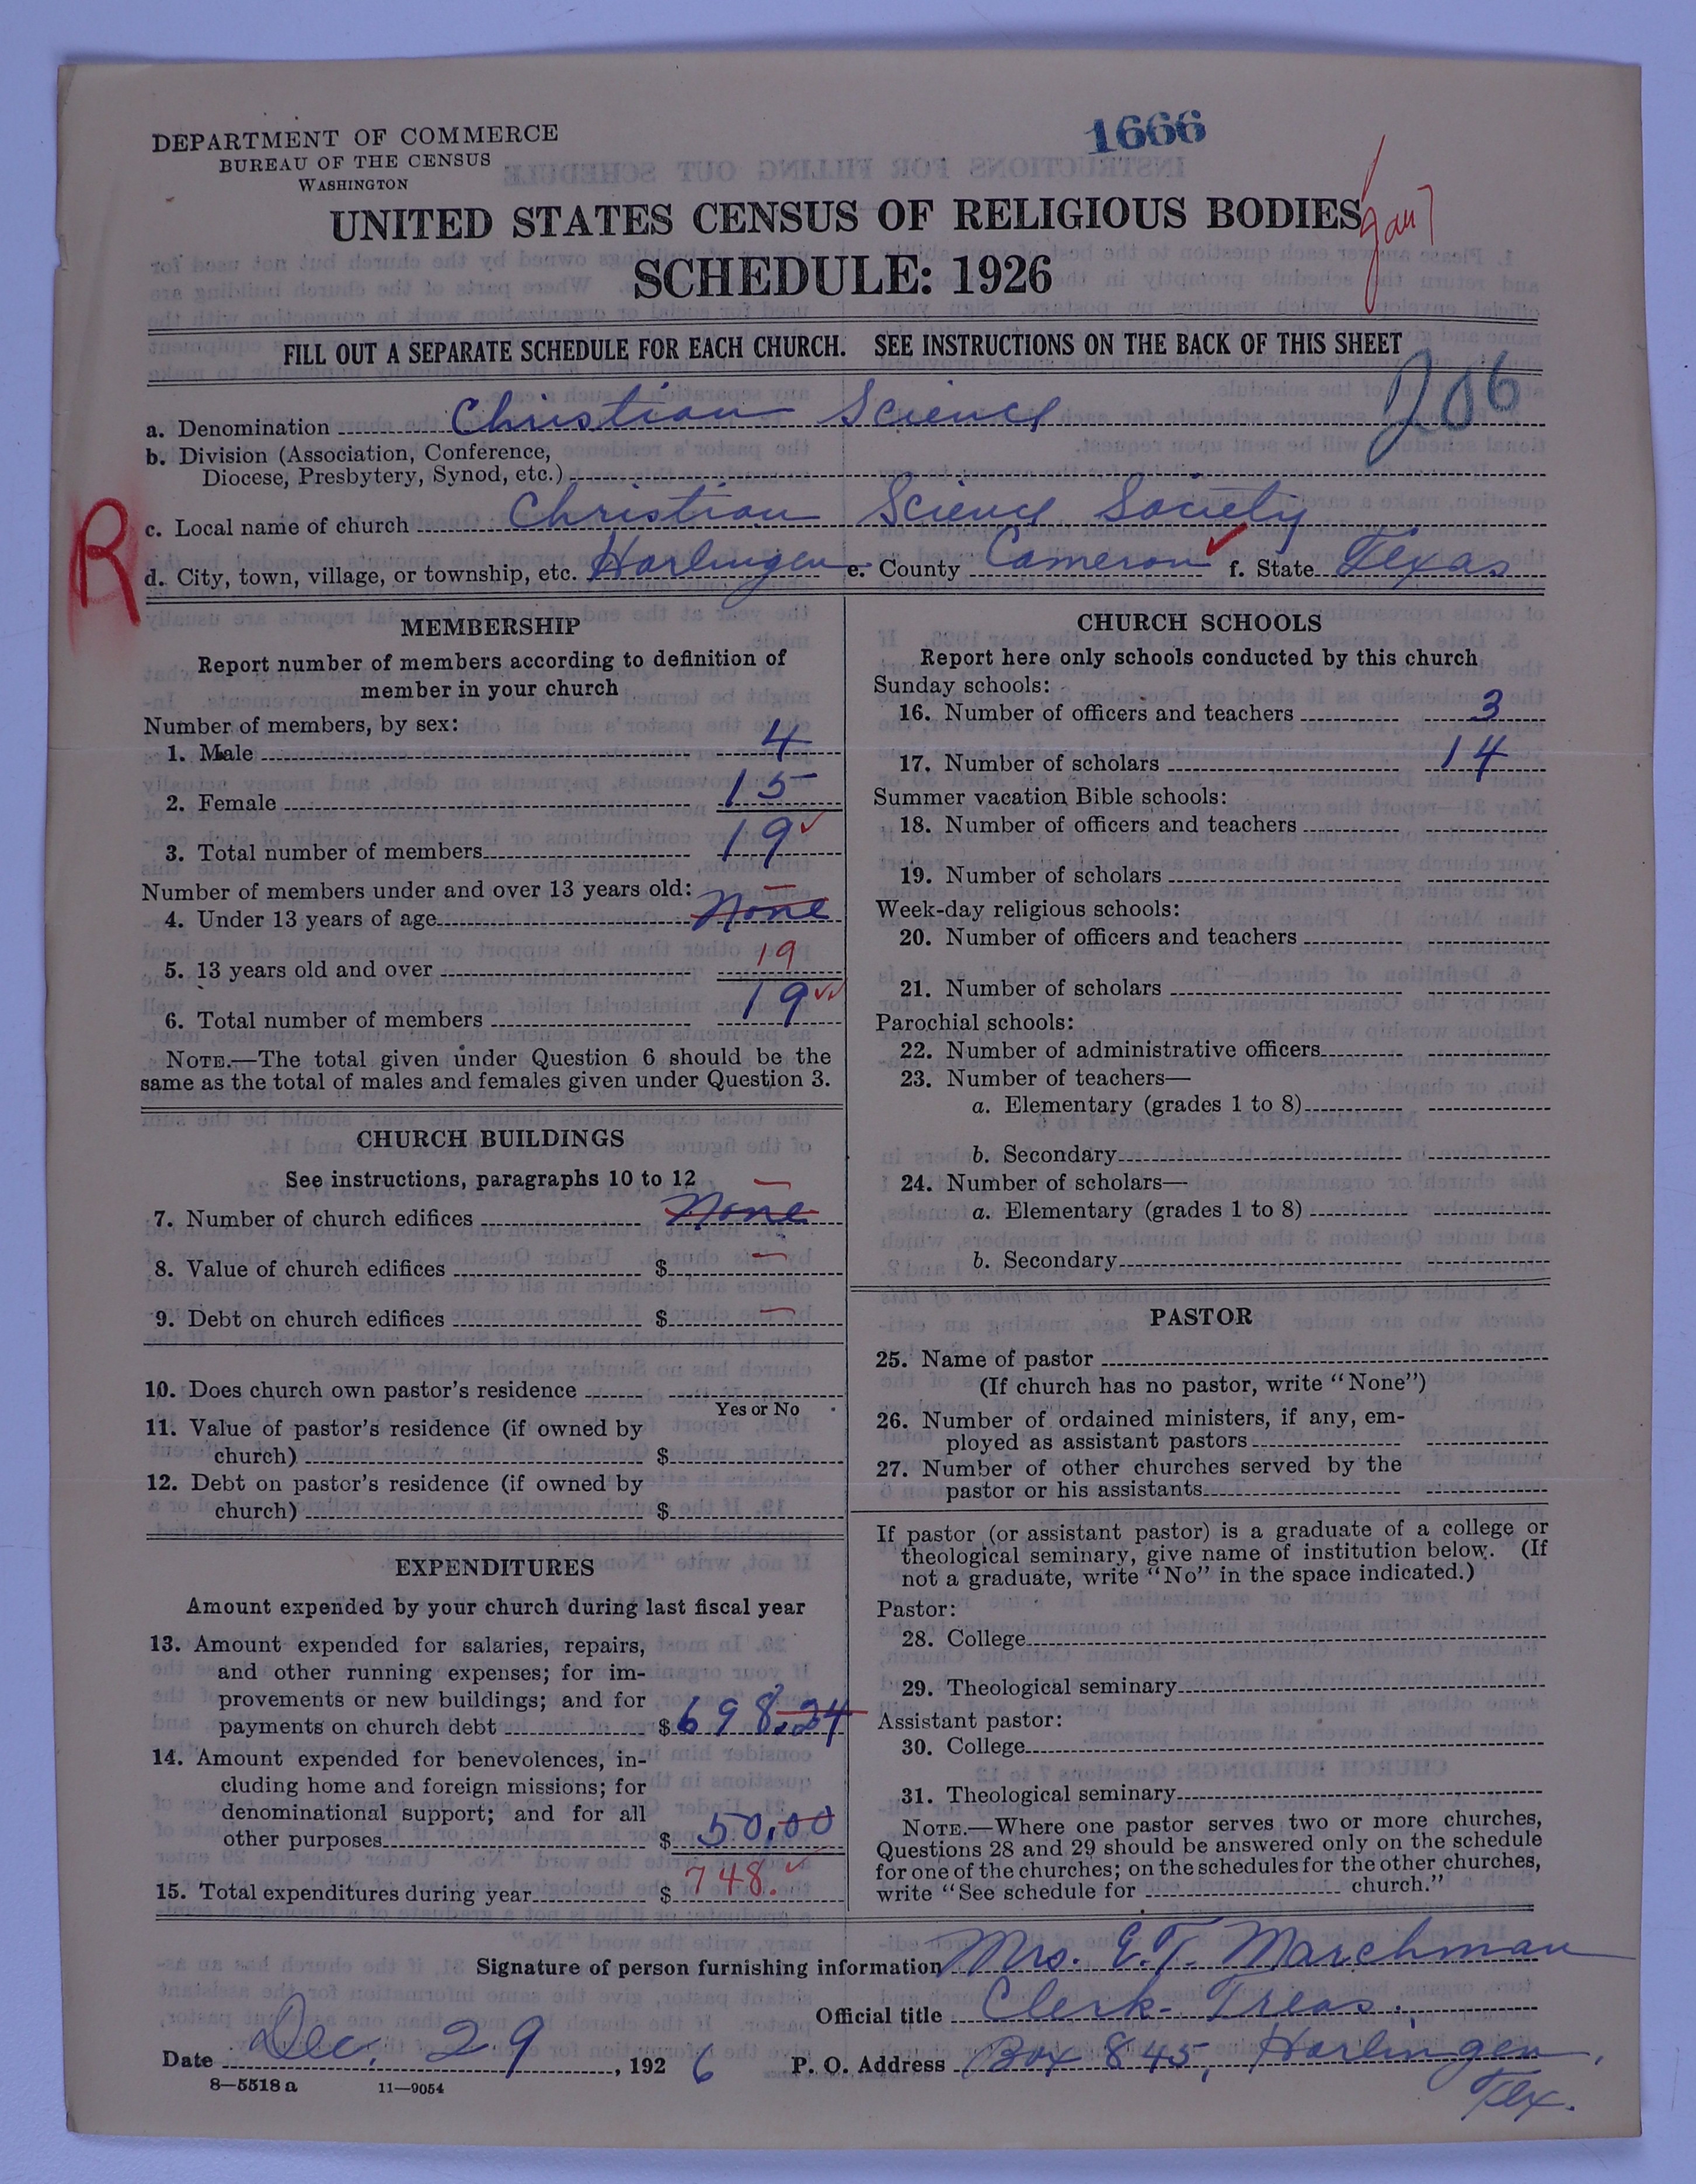 DEPARTMENT OF COMMERCE
BUREAU OF THE CENSUS
WASHINGTON
1666
UNITED STATES CENSUS OF RELIGIOUS BODIES
Jan 7
SCHEDULE: 1926
FILL OUT A SEPARATE SCHEDULE FOR EACH CHURCH. SEE INSTRUCTIONS ON THE BACK OF THIS SHEET
206
a. Denomination Christian Science
b. Division (Association, Conference,
Diocese, Presbytery, Synod, etc.)
R
c. Local name of church Christian Science Society
d. City, town, village, or township, etc. Harlingen e. County Cameron f. State Texas
MEMBERSHIP
Report number of members according to definition of
member in your church
Number of members, by sex:
1. Male 4
2. Female 15
3. Total number of members 19
Number of members under and over 13 years old:
4. Under 13 years of age None
5. 13 years old and over 19
6. Total number of members 19
NOTE.—The total given under Question 6 should be the
same as the total of males and females given under Question 3.
CHURCH BUILDINGS
See instructions, paragraphs 10 to 12
7. Number of church edifices None
8. Value of church edifices $ —
9. Debt on church edifices $ —
10. Does church own pastor's residence
Yes or No
11. Value of pastor's residence (if owned by
church) $
12. Debt on pastor's residence (if owned by
church) $
EXPENDITURES
Amount expended by your church during last fiscal year
13. Amount expended for salaries, repairs,
and other running expenses; for im-
provements or new buildings; and for
payments on church debt $ 698.24
14. Amount expended for benevolences, in-
cluding home and foreign missions; for
denominational support; and for all
other purposes $ 50.00
15. Total expenditures during year $ 748.
CHURCH SCHOOLS
Report here only schools conducted by this church
Sunday schools:
16. Number of officers and teachers 3
17. Number of scholars 14
Summer vacation Bible schools:
18. Number of officers and teachers
19. Number of scholars
Week-day religious schools:
20. Number of officers and teachers
21. Number of scholars
Parochial schools:
22. Number of administrative officers
23. Number of teachers—
a. Elementary (grades 1 to 8)
b. Secondary
24. Number of scholars—
a. Elementary (grades 1 to 8)
b. Secondary
PASTOR
25. Name of pastor
(If church has no pastor, write "None")
26. Number of ordained ministers, if any, em-
ployed as assistant pastors
27. Number of other churches served by the
pastor or his assistants
If pastor (or assistant pastor) is a graduate of a college or
theological seminary, give name of institution below. (If
not a graduate, write "No" in the space indicated.)
Pastor:
28. College
29. Theological seminary
Assistant pastor:
30. College
31. Theological seminary
NOTE.—Where one pastor serves two or more churches,
Questions 28 and 29 should be answered only on the schedule
for one of the churches; on the schedules for the other churches,
write "See schedule for church."
Signature of person furnishing information Mrs. E.T. Marchman
Official title Clerk-Treas.
Date Dec. 29, 1926 P. O. Address Box 845, Harlingen,
Tex.
8—5518 a 11—9054